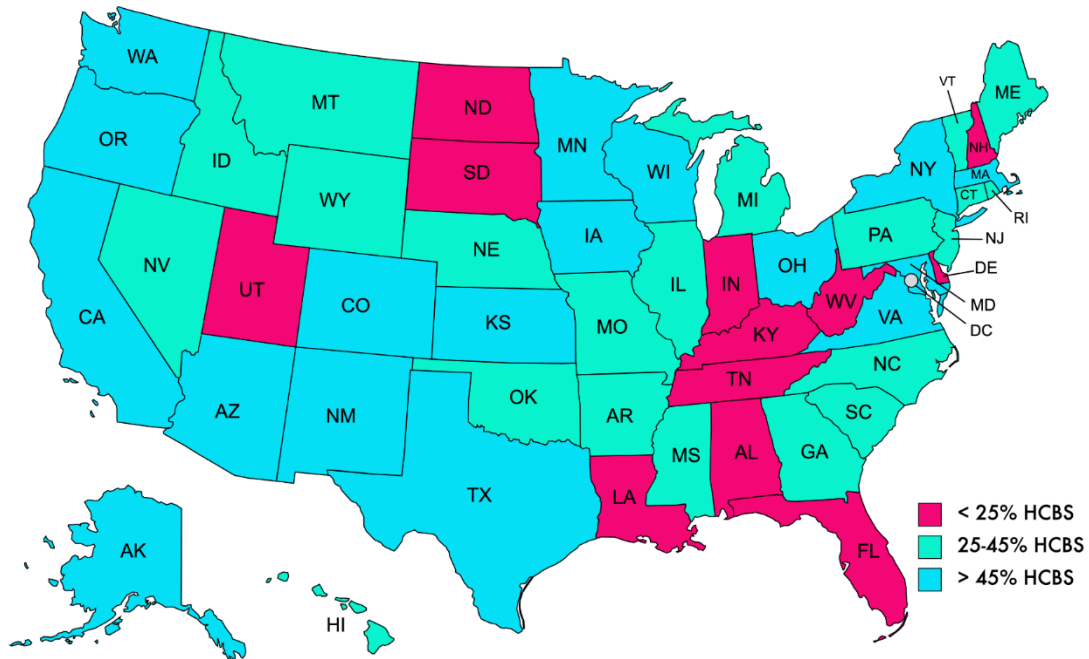 WA
MT
ND
VT
ME
OR
MN
ID
SD
WI
NY
NH
MA
WY
MI
CT
RI
IA
PA
NJ
NE
NV
OH
DE
UT
IL
IN
CO
WV
MD
CA
KS
MO
VA
KY
DC
NC
TN
AZ
NM
OK
AR
SC
MS
AL
GA
TX
LA
< 25% HCBS
AK
FL
25-45% HCBS
> 45% HCBS
HI